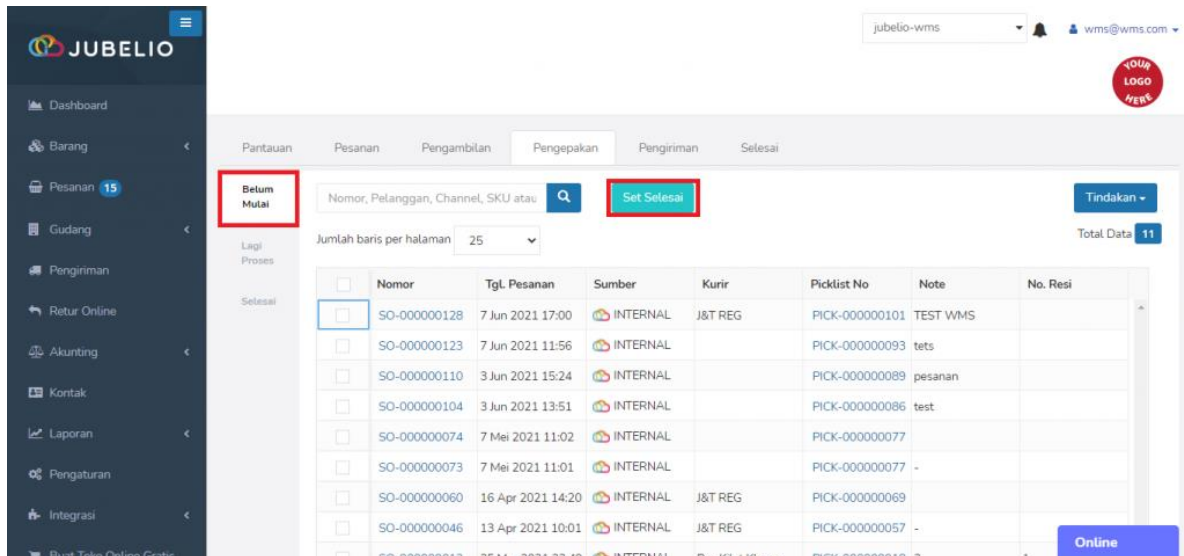 JUBELIO
jubelio-wms
wms@wms.com
YOUR
LOGO
HERE
Dashboard
Barang
Pesanan 15
Gudang
Pengiriman
Retur Online
Akunting
Kontak
Laporan
Pengaturan
Integrasi
Buat Toko Online Gratis
Pantauan Pesanan Pengambilan Pengepakan Pengiriman Selesai
Belum
Mulai
Lagi
Proses
Selesai
Nomor, Pelanggan, Channel, SKU atau
Set Selesai
Tindakan
Jumlah baris per halaman 25
Total Data 11
Nomor Tgl. Pesanan Sumber Kurir Picklist No Note No. Resi
SO-000000128 7 Jun 2021 17:00 INTERNAL J&T REG PICK-000000101 TEST WMS
SO-000000123 7 Jun 2021 11:56 INTERNAL PICK-000000093 tets
SO-000000110 3 Jun 2021 15:24 INTERNAL PICK-000000089 pesanan
SO-000000104 3 Jun 2021 13:51 INTERNAL PICK-000000086 test
SO-000000074 7 Mei 2021 11:02 INTERNAL PICK-000000077
SO-000000073 7 Mei 2021 11:01 INTERNAL PICK-000000077 -
SO-000000060 16 Apr 2021 14:20 INTERNAL J&T REG PICK-000000069
SO-000000046 13 Apr 2021 10:01 INTERNAL J&T REG PICK-000000057 -
Online